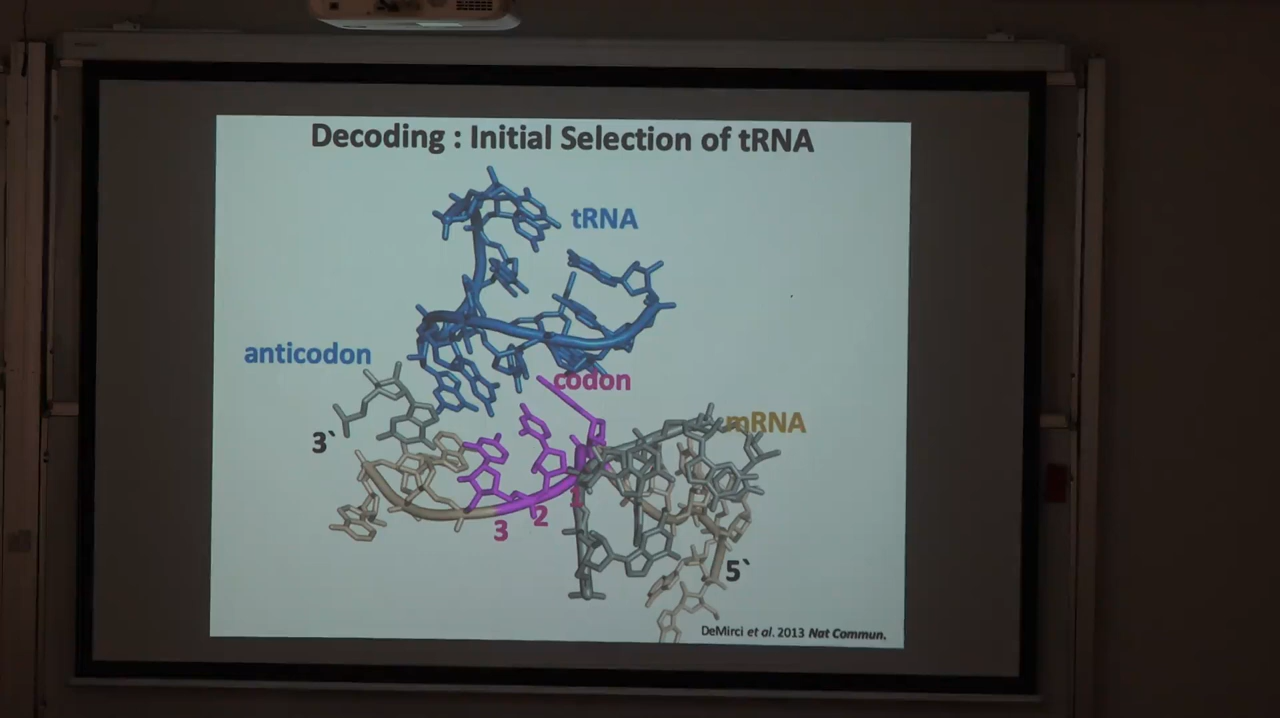 Decoding : Initial Selection of tRNA
tRNA
anticodon
codon
mRNA
3`
1
2
3
5`
DeMirci et al. 2013 Nat Commun.